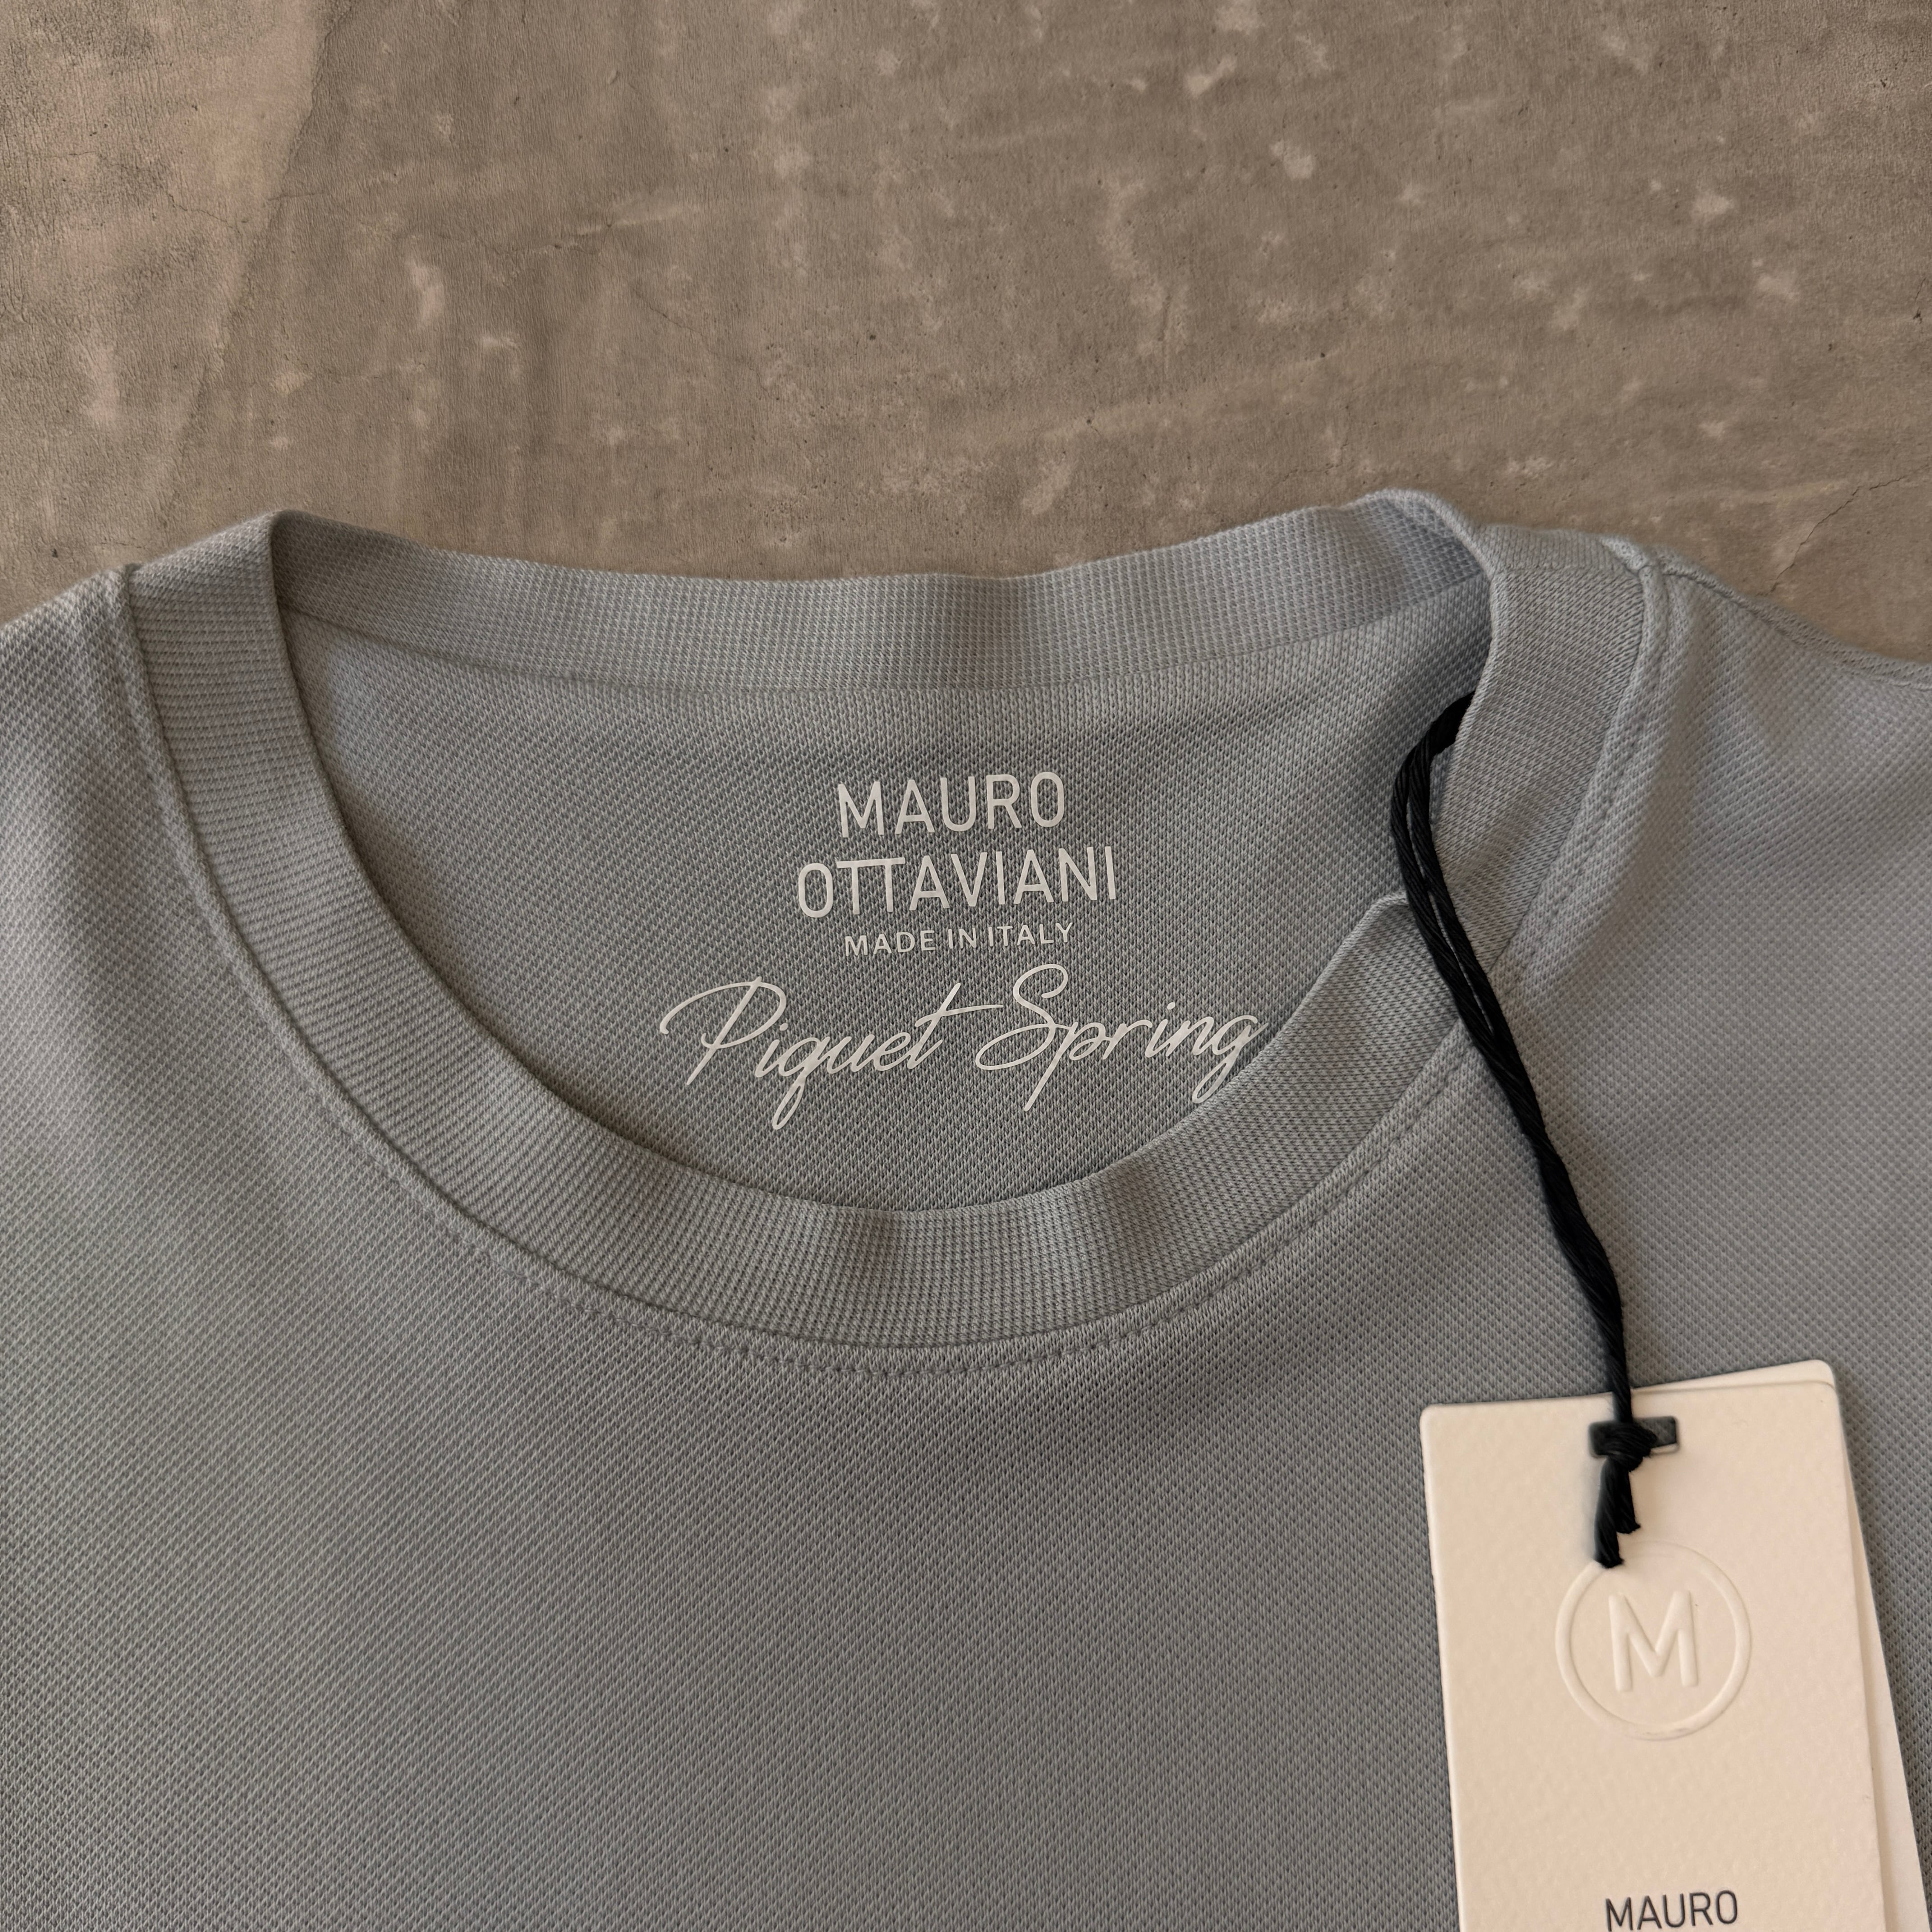 MAURO
OTTAVIANI
MADE IN ITALY
Piquet Spring
M
MAURO